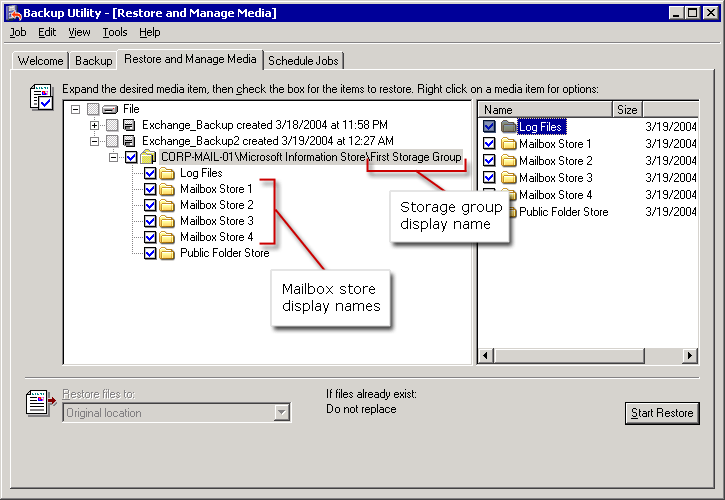 Backup Utility - [Restore and Manage Media]
Job Edit View Tools Help
Welcome Backup Restore and Manage Media Schedule Jobs
Expand the desired media item, then check the box for the items to restore. Right click on a media item for options:
File
Exchange_Backup created 3/18/2004 at 11:58 PM
Exchange_Backup2 created 3/19/2004 at 12:27 AM
CORP-MAIL-01\Microsoft Information Store\First Storage Group
Log Files
Mailbox Store 1
Mailbox Store 2
Mailbox Store 3
Mailbox Store 4
Public Folder Store
Storage group
display name
Mailbox store
display names
Name Size
Log Files 3/19/2004
Mailbox Store 1 3/19/2004
Mailbox Store 2 3/19/2004
Mailbox Store 3 3/19/2004
Mailbox Store 4 3/19/2004
Public Folder Store 3/19/2004
Restore files to:
Original location
If files already exist:
Do not replace
Start Restore